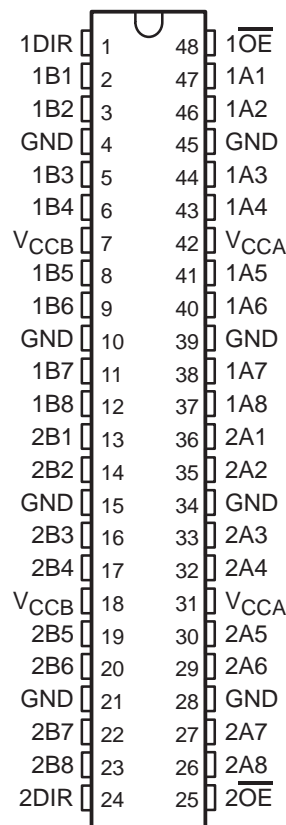 1DIR 1 48 1O̅E̅
1B1 2 47 1A1
1B2 3 46 1A2
GND 4 45 GND
1B3 5 44 1A3
1B4 6 43 1A4
VCCB 7 42 VCCA
1B5 8 41 1A5
1B6 9 40 1A6
GND 10 39 GND
1B7 11 38 1A7
1B8 12 37 1A8
2B1 13 36 2A1
2B2 14 35 2A2
GND 15 34 GND
2B3 16 33 2A3
2B4 17 32 2A4
VCCB 18 31 VCCA
2B5 19 30 2A5
2B6 20 29 2A6
GND 21 28 GND
2B7 22 27 2A7
2B8 23 26 2A8
2DIR 24 25 2O̅E̅